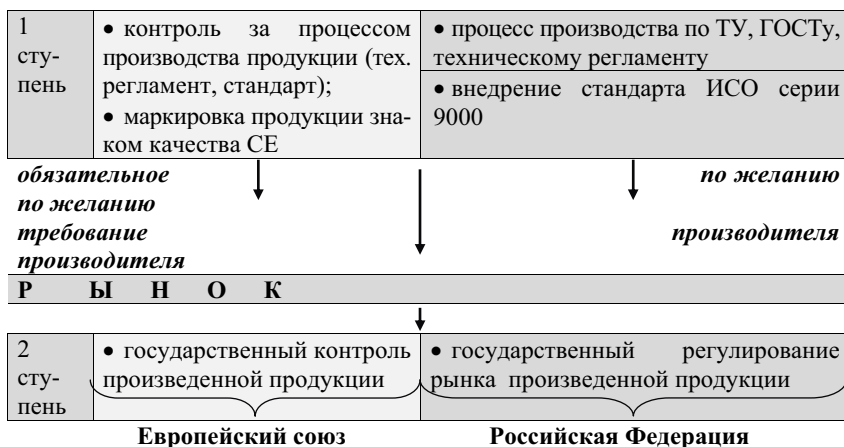 1
сту-
пень
• контроль за процессом
производства продукции (тех.
регламент, стандарт);
• маркировка продукции зна-
ком качества СЕ
• процесс производства по ТУ, ГОСТу,
техническому регламенту
• внедрение стандарта ИСО серии
9000
обязательное
по желанию
по желанию
требование
производителя
производителя
Р Ы Н О К
2
сту-
пень
• государственный контроль
произведенной продукции
• государственный регулирование
рынка произведенной продукции
Европейский союз
Российская Федерация